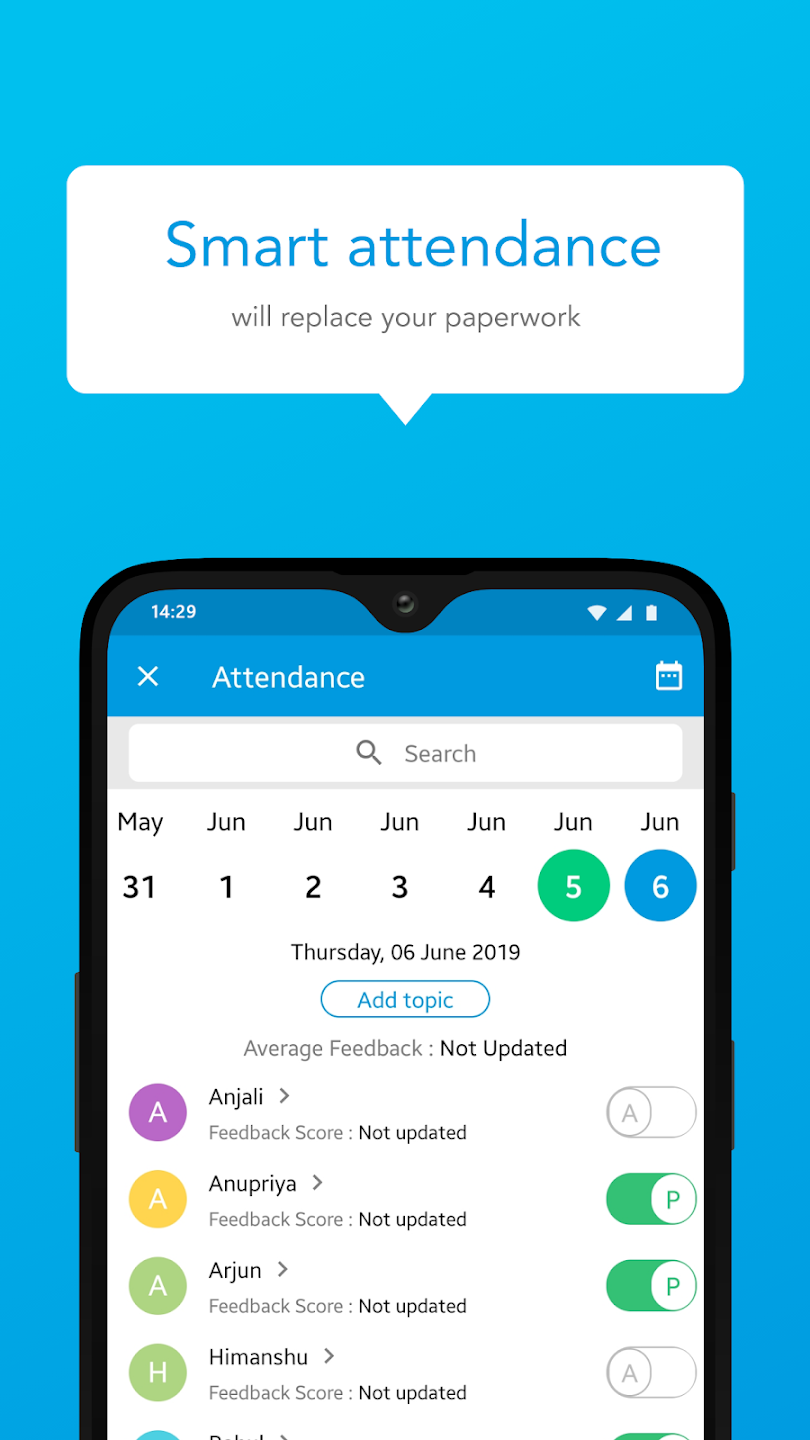 Smart attendance
will replace your paperwork
14:29
Attendance
Search
May Jun Jun Jun Jun Jun Jun
31 1 2 3 4 5 6
Thursday, 06 June 2019
Add topic
Average Feedback : Not Updated
A Anjali A
Feedback Score : Not updated
A Anupriya P
Feedback Score : Not updated
A Arjun P
Feedback Score : Not updated
H Himanshu A
Feedback Score : Not updated